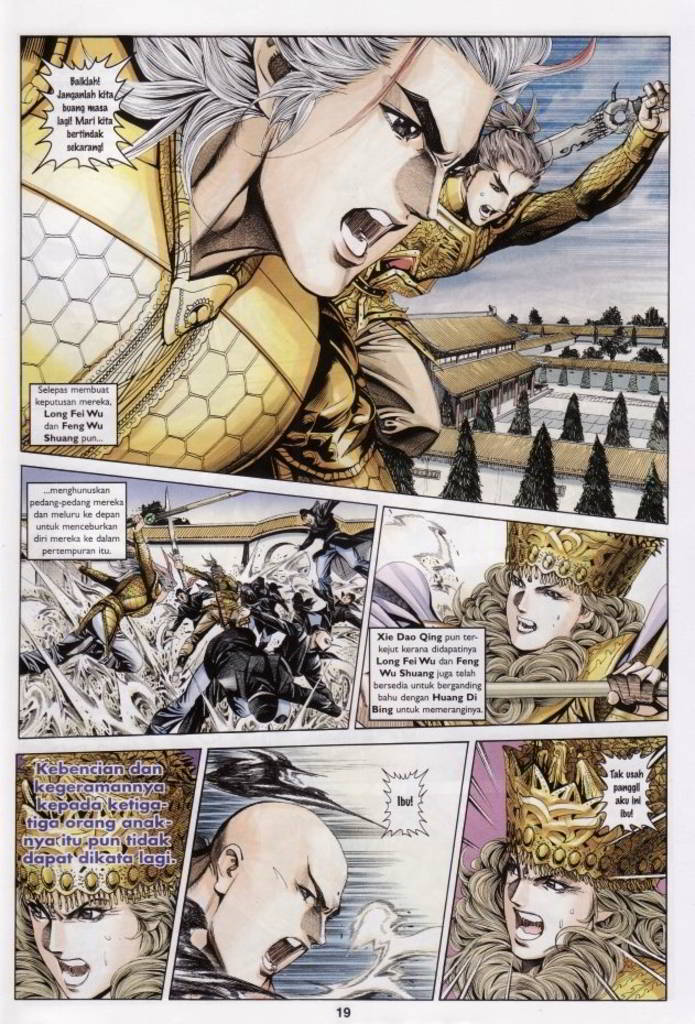 Baiklah!
Janganlah kita
buang masa
lagi! Mari kita
bertindak
sekarang!
Selepas membuat
keputusan mereka,
Long Fei Wu
dan Feng Wu
Shuang pun...
...menghunuskan
pedang-pedang mereka
dan meluru ke depan
untuk menceburkan
diri mereka ke dalam
pertempuran itu.
Xie Dao Qing pun ter-
kejut kerana didapatinya
Long Fei Wu dan Feng
Wu Shuang juga telah
bersedia untuk berganding
bahu dengan Huang Di
Bing untuk memeranginya.
Kebencian dan
kegeramannya
kepada ketiga-
tiga orang anak-
nya itu pun tidak
dapat dikata lagi.
Ibu!
Tak usah
panggil
aku ini
Ibu!
19